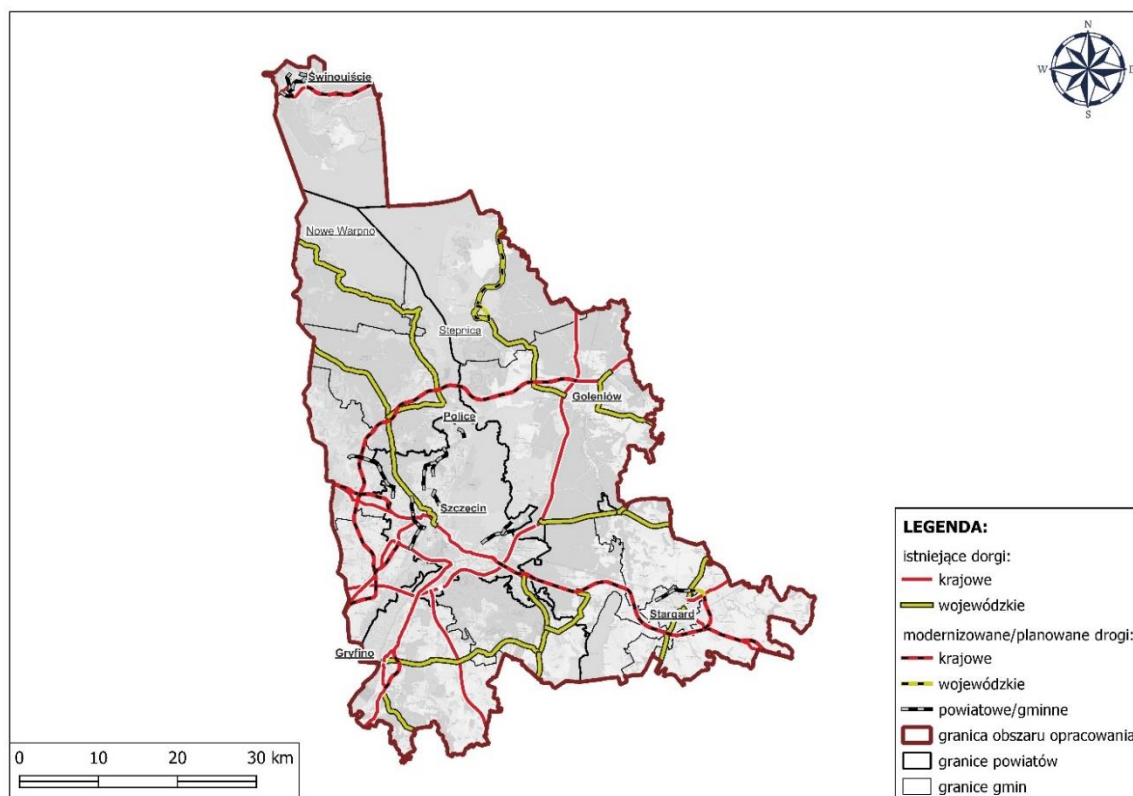 N
W E
S
Świnoujście
Nowe Warpno
Stepnica
Goleniów
Police
Szczecin
Stargard
Gryfino
LEGENDA:
istniejące dorgi:
krajowe
wojewódzkie
modernizowane/planowane drogi:
krajowe
wojewódzkie
powiatowe/gminne
granica obszaru opracowania
granice powiatów
granice gmin
0 10 20 30 km